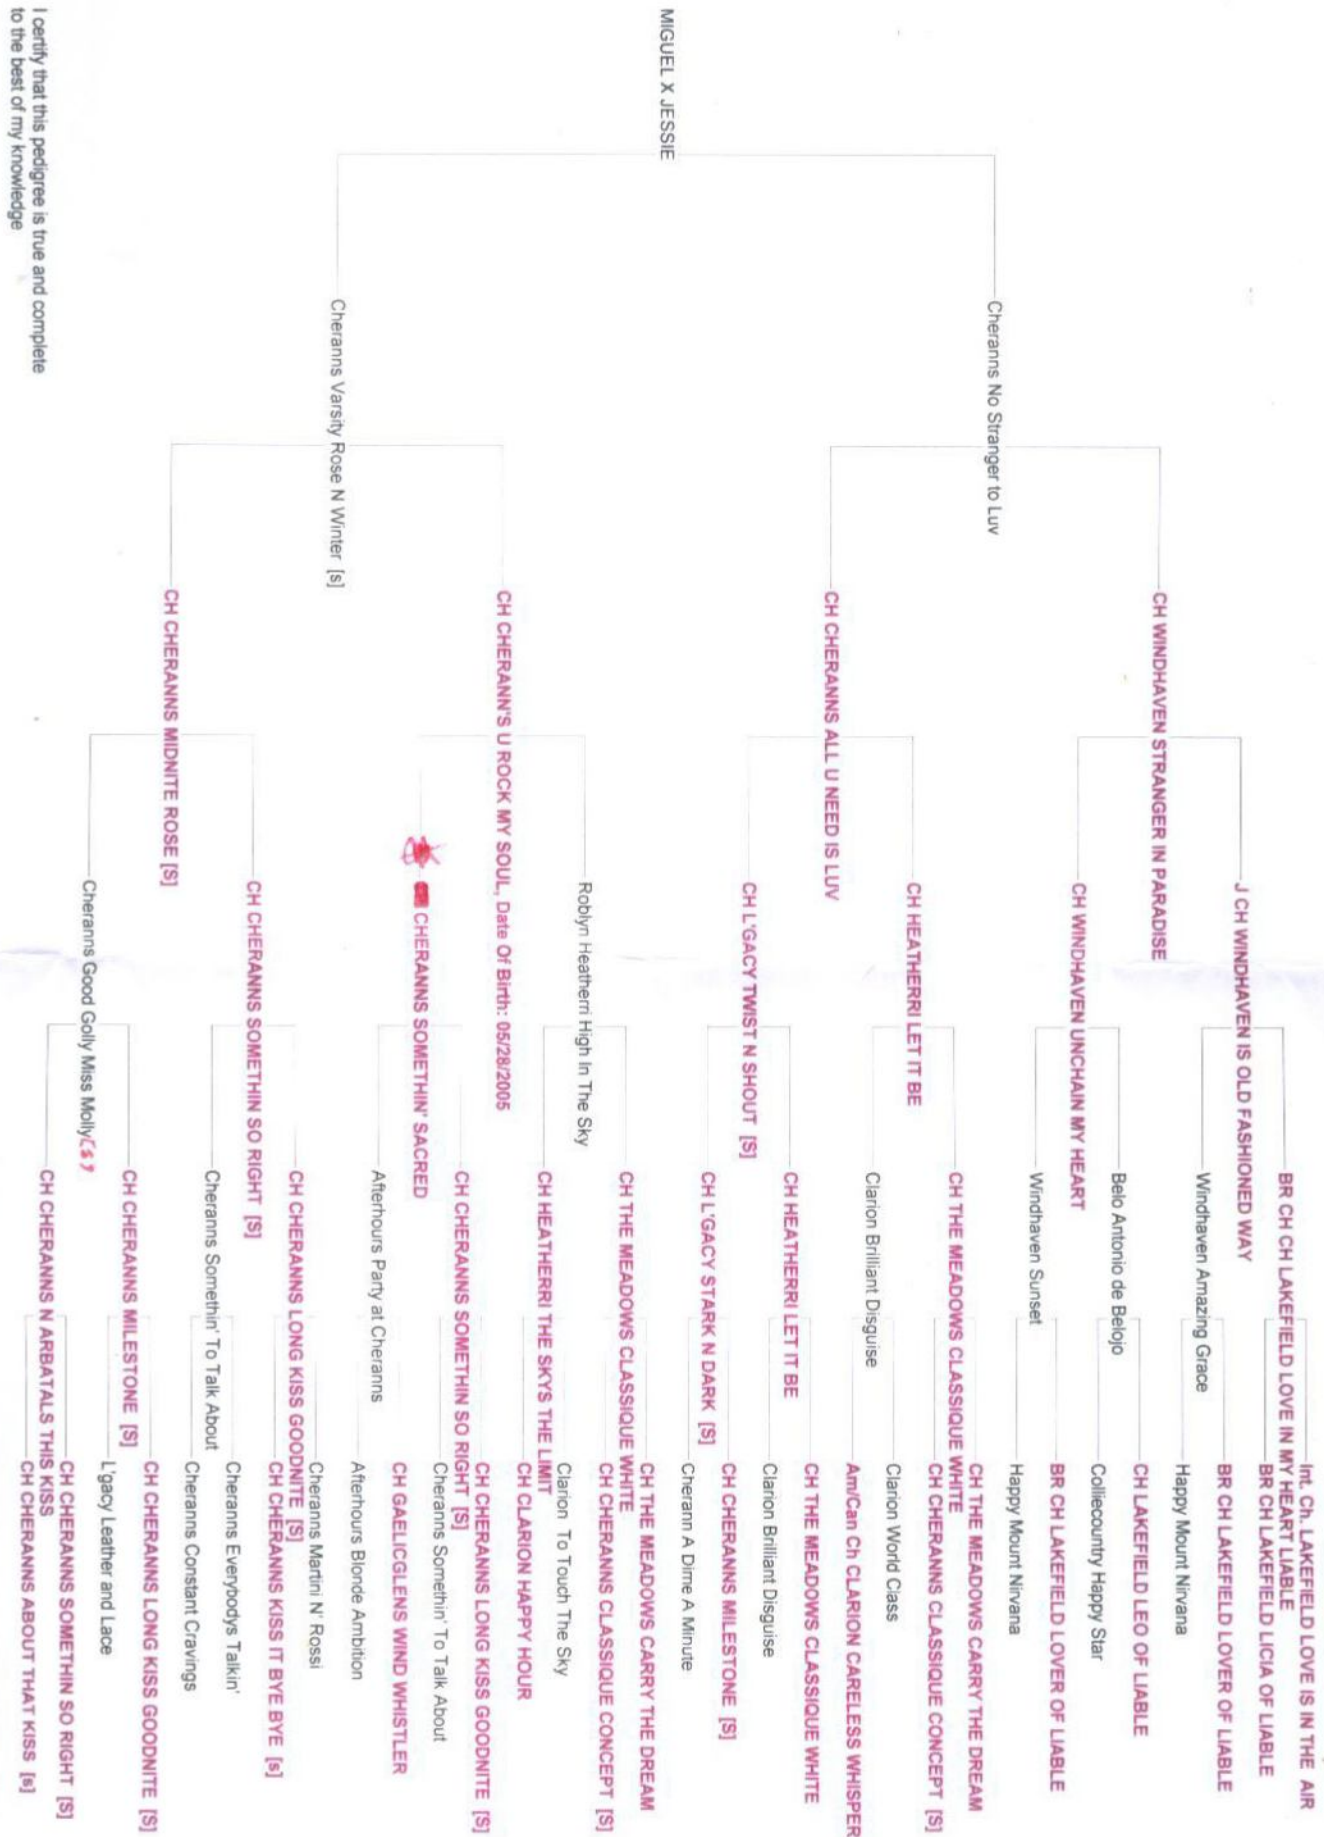 MIGUEL X JESSIE
Cheranns No Stranger to Luv
CH WINDHAVEN STRANGER IN PARADISE
J CH WINDHAVEN IS OLD FASHIONED WAY
BR CH CH LAKEFIELD LOVE IN MY HEART LIABLE
Int. Ch. LAKEFIELD LOVE IS IN THE AIR
BR CH LAKEFIELD LICIA OF LIABLE
Windhaven Amazing Grace
BR CH LAKEFIELD LOVER OF LIABLE
Happy Mount Nirvana
CH WINDHAVEN UNCHAIN MY HEART
Belo Antonio de Belojo
CH LAKEFIELD LEO OF LIABLE
Colliecountry Happy Star
Windhaven Sunset
BR CH LAKEFIELD LOVER OF LIABLE
Happy Mount Nirvana
CH CHERANNS ALL U NEED IS LUV
CH HEATHERRI LET IT BE
CH THE MEADOWS CLASSIQUE WHITE
CH THE MEADOWS CARRY THE DREAM
CH CHERANNS CLASSIQUE CONCEPT [S]
Clarion Brilliant Disguise
Clarion World Class
Am/Can Ch CLARION CARELESS WHISPER
CH L'GACY TWIST N SHOUT [S]
CH HEATHERRI LET IT BE
CH THE MEADOWS CLASSIQUE WHITE
Clarion Brilliant Disguise
CH L'GACY STARK N DARK [S]
CH CHERANNS MILESTONE [S]
Cherann A Dime A Minute
Cheranns Varsity Rose N Winter [s]
CH CHERANN'S U ROCK MY SOUL, Date Of Birth: 05/28/2005
Roblyn Heatherri High In The Sky
CH THE MEADOWS CLASSIQUE WHITE
CH THE MEADOWS CARRY THE DREAM
CH CHERANNS CLASSIQUE CONCEPT [S]
CH HEATHERRI THE SKYS THE LIMIT
Clarion To Touch The Sky
CH CLARION HAPPY HOUR
CHERANNS SOMETHIN' SACRED
CH CHERANNS SOMETHIN SO RIGHT [S]
CH CHERANNS LONG KISS GOODNITE [S]
Cheranns Somethin' To Talk About
Afterhours Party at Cheranns
CH GAELICGLENS WIND WHISTLER
Afterhours Blonde Ambition
CH CHERANNS MIDNITE ROSE [S]
CH CHERANNS SOMETHIN SO RIGHT [S]
CH CHERANNS LONG KISS GOODNITE [S]
Cheranns Martini N' Rossi
CH CHERANNS KISS IT BYE BYE [s]
Cheranns Somethin' To Talk About
Cheranns Everybodys Talkin'
Cheranns Constant Cravings
Cheranns Good Golly Miss Molly [s]
CH CHERANNS MILESTONE [S]
CH CHERANNS LONG KISS GOODNITE [S]
L'gacy Leather and Lace
CH CHERANNS N ARBATALS THIS KISS
CH CHERANNS SOMETHIN SO RIGHT [S]
CH CHERANNS ABOUT THAT KISS [s]
I certify that this pedigree is true and complete
to the best of my knowledge